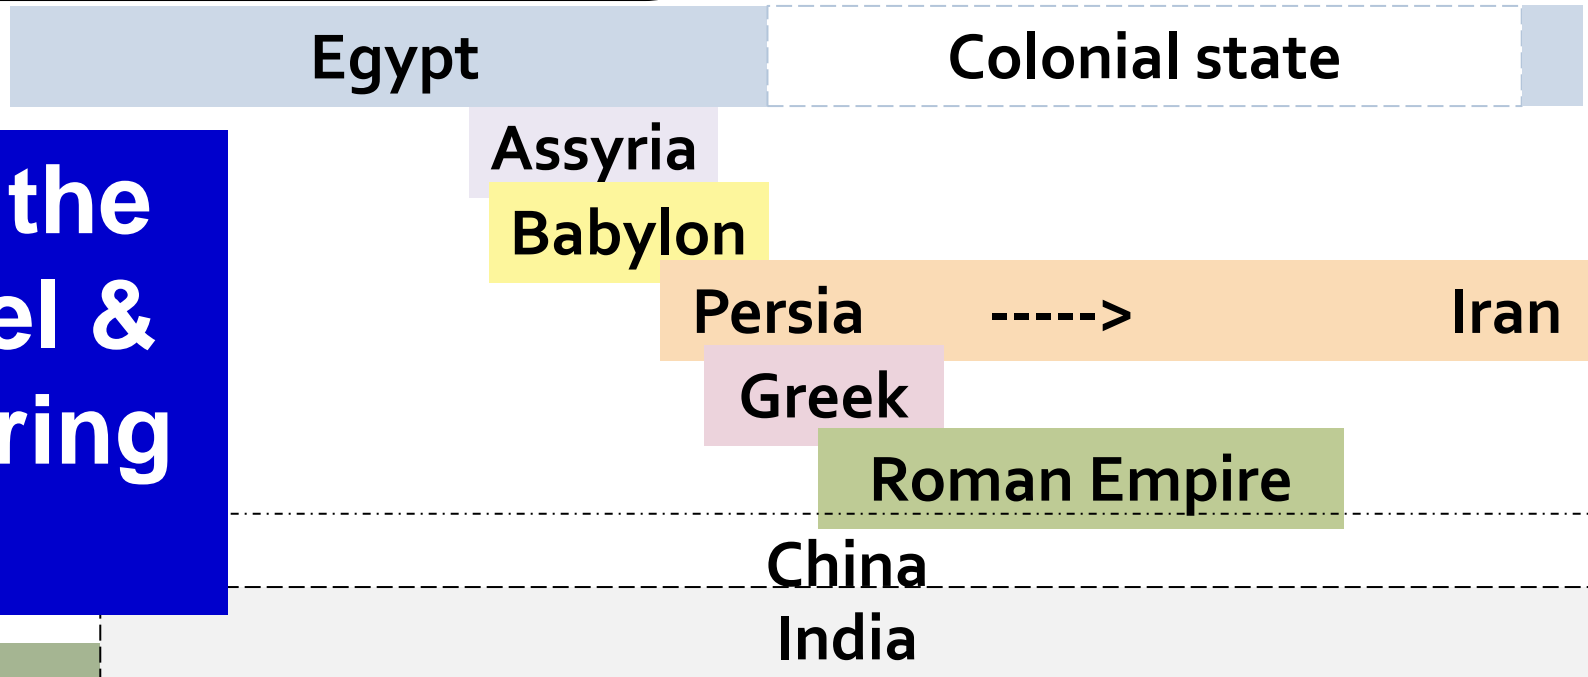 Egypt Colonial state
Assyria
the
Babylon
el &
Persia -----> Iran
Greek
ring
Roman Empire
China
India